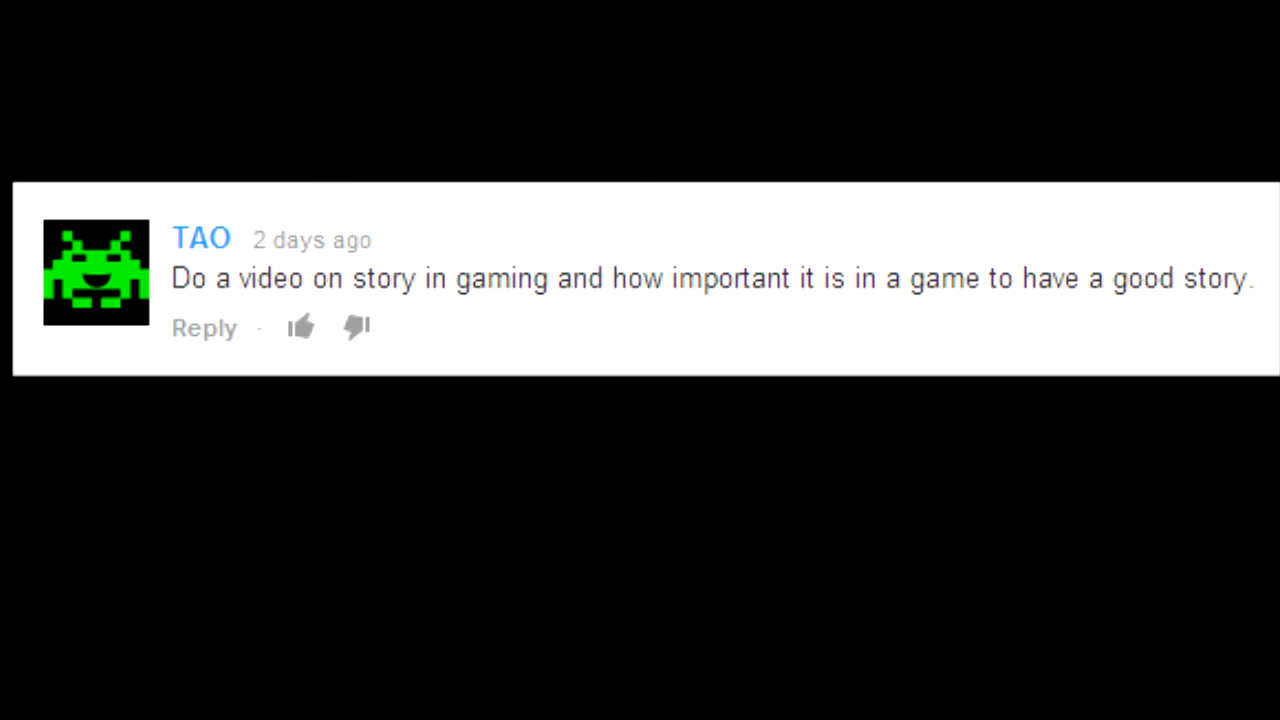 TAO 2 days ago
Do a video on story in gaming and how important it is in a game to have a good story.
Reply ·